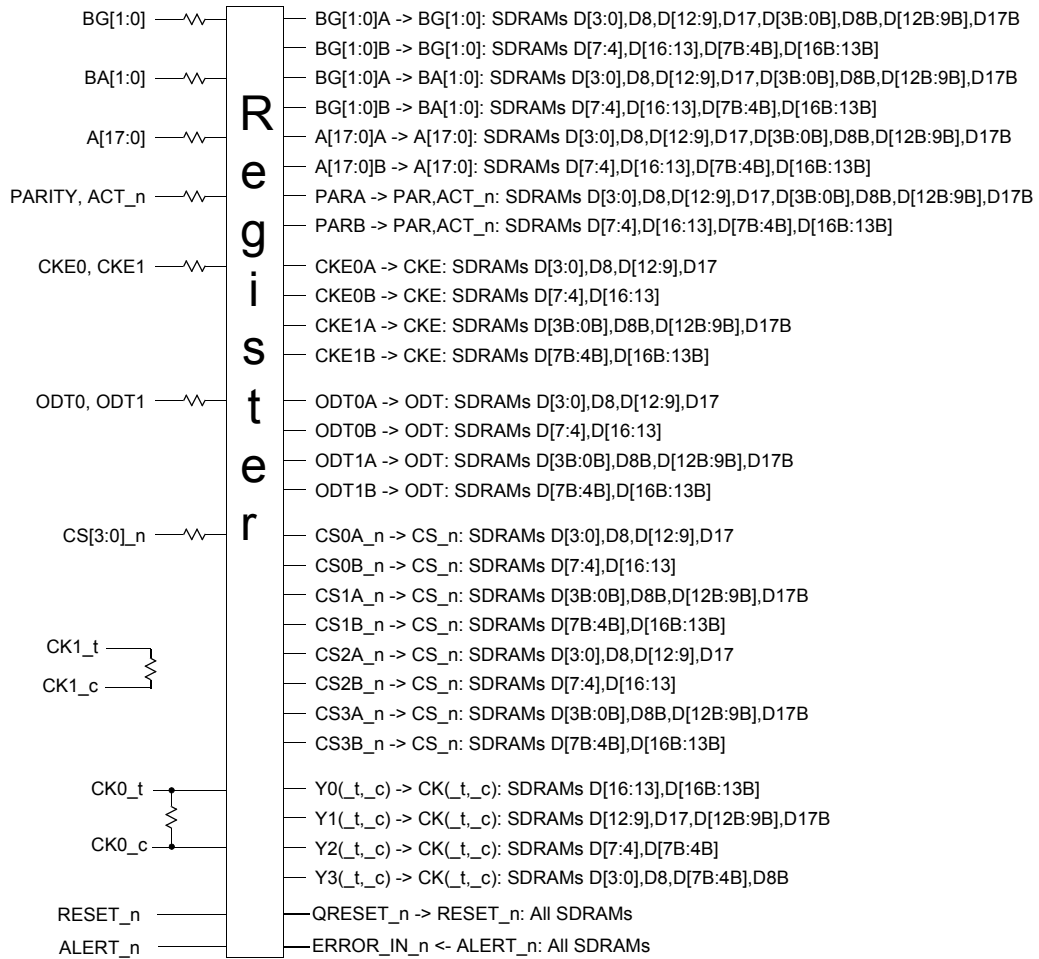 BG[1:0]
BG[1:0]A -> BG[1:0]: SDRAMs D[3:0],D8,D[12:9],D17,D[3B:0B],D8B,D[12B:9B],D17B
BG[1:0]B -> BG[1:0]: SDRAMs D[7:4],D[16:13],D[7B:4B],D[16B:13B]
BA[1:0]
BG[1:0]A -> BA[1:0]: SDRAMs D[3:0],D8,D[12:9],D17,D[3B:0B],D8B,D[12B:9B],D17B
BG[1:0]B -> BA[1:0]: SDRAMs D[7:4],D[16:13],D[7B:4B],D[16B:13B]
A[17:0]
A[17:0]A -> A[17:0]: SDRAMs D[3:0],D8,D[12:9],D17,D[3B:0B],D8B,D[12B:9B],D17B
A[17:0]B -> A[17:0]: SDRAMs D[7:4],D[16:13],D[7B:4B],D[16B:13B]
PARITY, ACT_n
PARA -> PAR,ACT_n: SDRAMs D[3:0],D8,D[12:9],D17,D[3B:0B],D8B,D[12B:9B],D17B
PARB -> PAR,ACT_n: SDRAMs D[7:4],D[16:13],D[7B:4B],D[16B:13B]
CKE0, CKE1
CKE0A -> CKE: SDRAMs D[3:0],D8,D[12:9],D17
CKE0B -> CKE: SDRAMs D[7:4],D[16:13]
CKE1A -> CKE: SDRAMs D[3B:0B],D8B,D[12B:9B],D17B
CKE1B -> CKE: SDRAMs D[7B:4B],D[16B:13B]
ODT0, ODT1
ODT0A -> ODT: SDRAMs D[3:0],D8,D[12:9],D17
ODT0B -> ODT: SDRAMs D[7:4],D[16:13]
ODT1A -> ODT: SDRAMs D[3B:0B],D8B,D[12B:9B],D17B
ODT1B -> ODT: SDRAMs D[7B:4B],D[16B:13B]
Register
CS[3:0]_n
CS0A_n -> CS_n: SDRAMs D[3:0],D8,D[12:9],D17
CS0B_n -> CS_n: SDRAMs D[7:4],D[16:13]
CS1A_n -> CS_n: SDRAMs D[3B:0B],D8B,D[12B:9B],D17B
CS1B_n -> CS_n: SDRAMs D[7B:4B],D[16B:13B]
CS2A_n -> CS_n: SDRAMs D[3:0],D8,D[12:9],D17
CS2B_n -> CS_n: SDRAMs D[7:4],D[16:13]
CS3A_n -> CS_n: SDRAMs D[3B:0B],D8B,D[12B:9B],D17B
CS3B_n -> CS_n: SDRAMs D[7B:4B],D[16B:13B]
CK1_t
CK1_c
CK0_t
CK0_c
Y0(_t,_c) -> CK(_t,_c): SDRAMs D[16:13],D[16B:13B]
Y1(_t,_c) -> CK(_t,_c): SDRAMs D[12:9],D17,D[12B:9B],D17B
Y2(_t,_c) -> CK(_t,_c): SDRAMs D[7:4],D[7B:4B]
Y3(_t,_c) -> CK(_t,_c): SDRAMs D[3:0],D8,D[7B:4B],D8B
RESET_n
QRESET_n -> RESET_n: All SDRAMs
ALERT_n
ERROR_IN_n <- ALERT_n: All SDRAMs